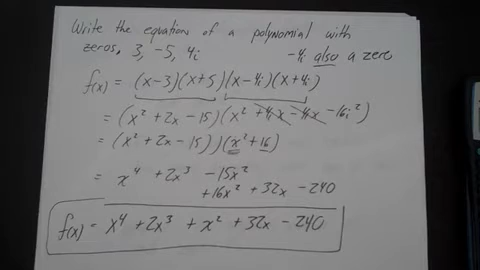 Write the equation of a polynomial with
zeros, 3, -5, 4i -4i also a zero
f(x) = (x-3)(x+5)(x-4i)(x+4i)
= (x² + 2x - 15)(x² + 4ix - 4ix - 16i²)
= (x² + 2x - 15))(x² + 16)
= x⁴ + 2x³ - 15x²
+16x² + 32x - 240
f(x) = x⁴ + 2x³ + x² + 32x - 240